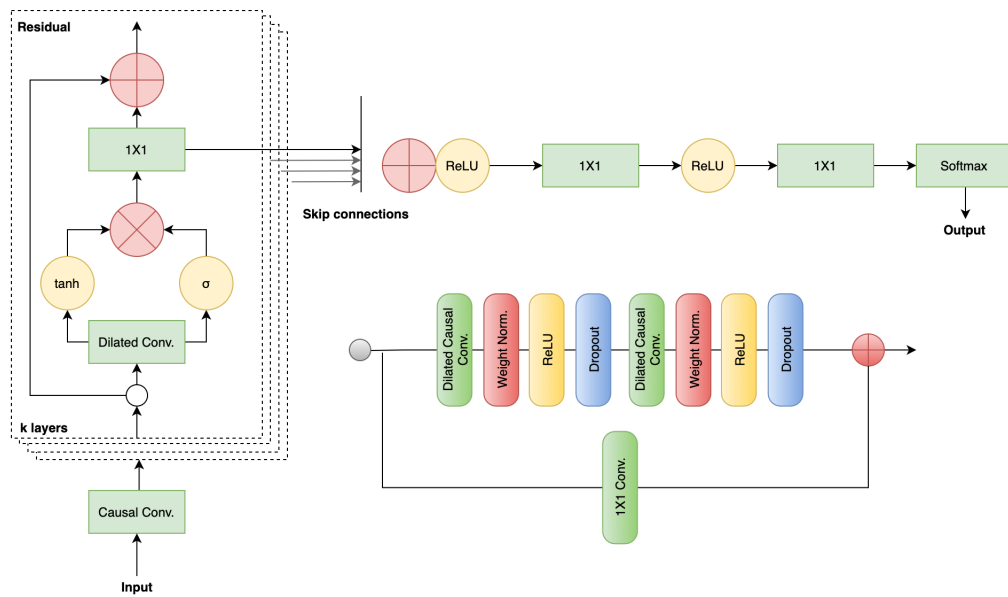 Residual
1X1
tanh
σ
Dilated Conv.
k layers
Causal Conv.
Input
Skip connections
ReLU
1X1
ReLU
1X1
Softmax
Output
Dilated Causal
Conv.
Weight Norm.
ReLU
Dropout
Dilated Causal
Conv.
Weight Norm.
ReLU
Dropout
1X1 Conv.